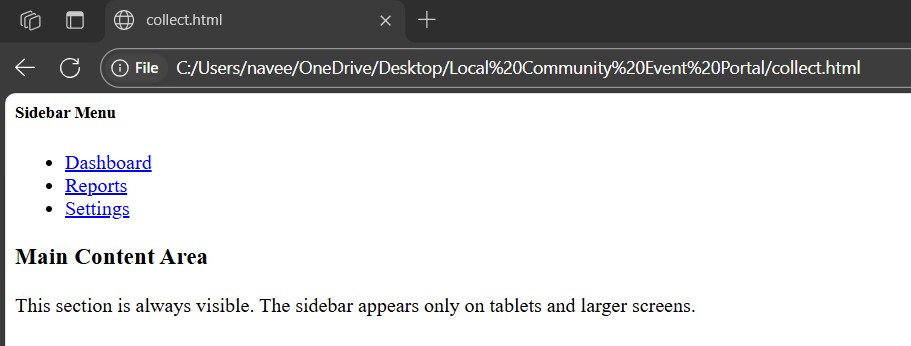 collect.html
File C:/Users/navee/OneDrive/Desktop/Local%20Community%20Event%20Portal/collect.html
Sidebar Menu
Dashboard
Reports
Settings
Main Content Area
This section is always visible. The sidebar appears only on tablets and larger screens.